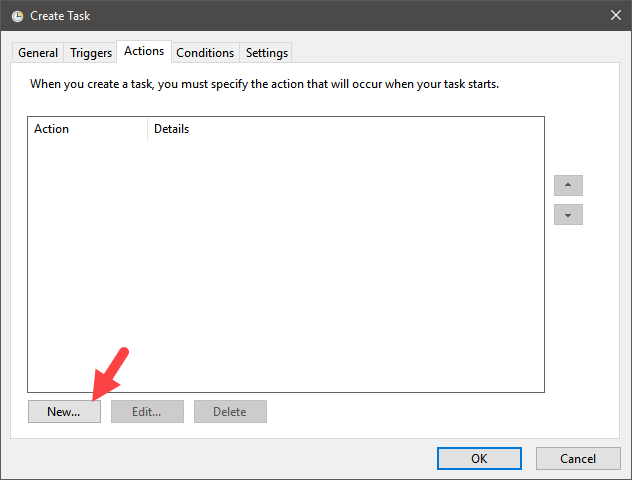 Create Task
General Triggers Actions Conditions Settings
When you create a task, you must specify the action that will occur when your task starts.
Action Details
New... Edit... Delete
OK Cancel